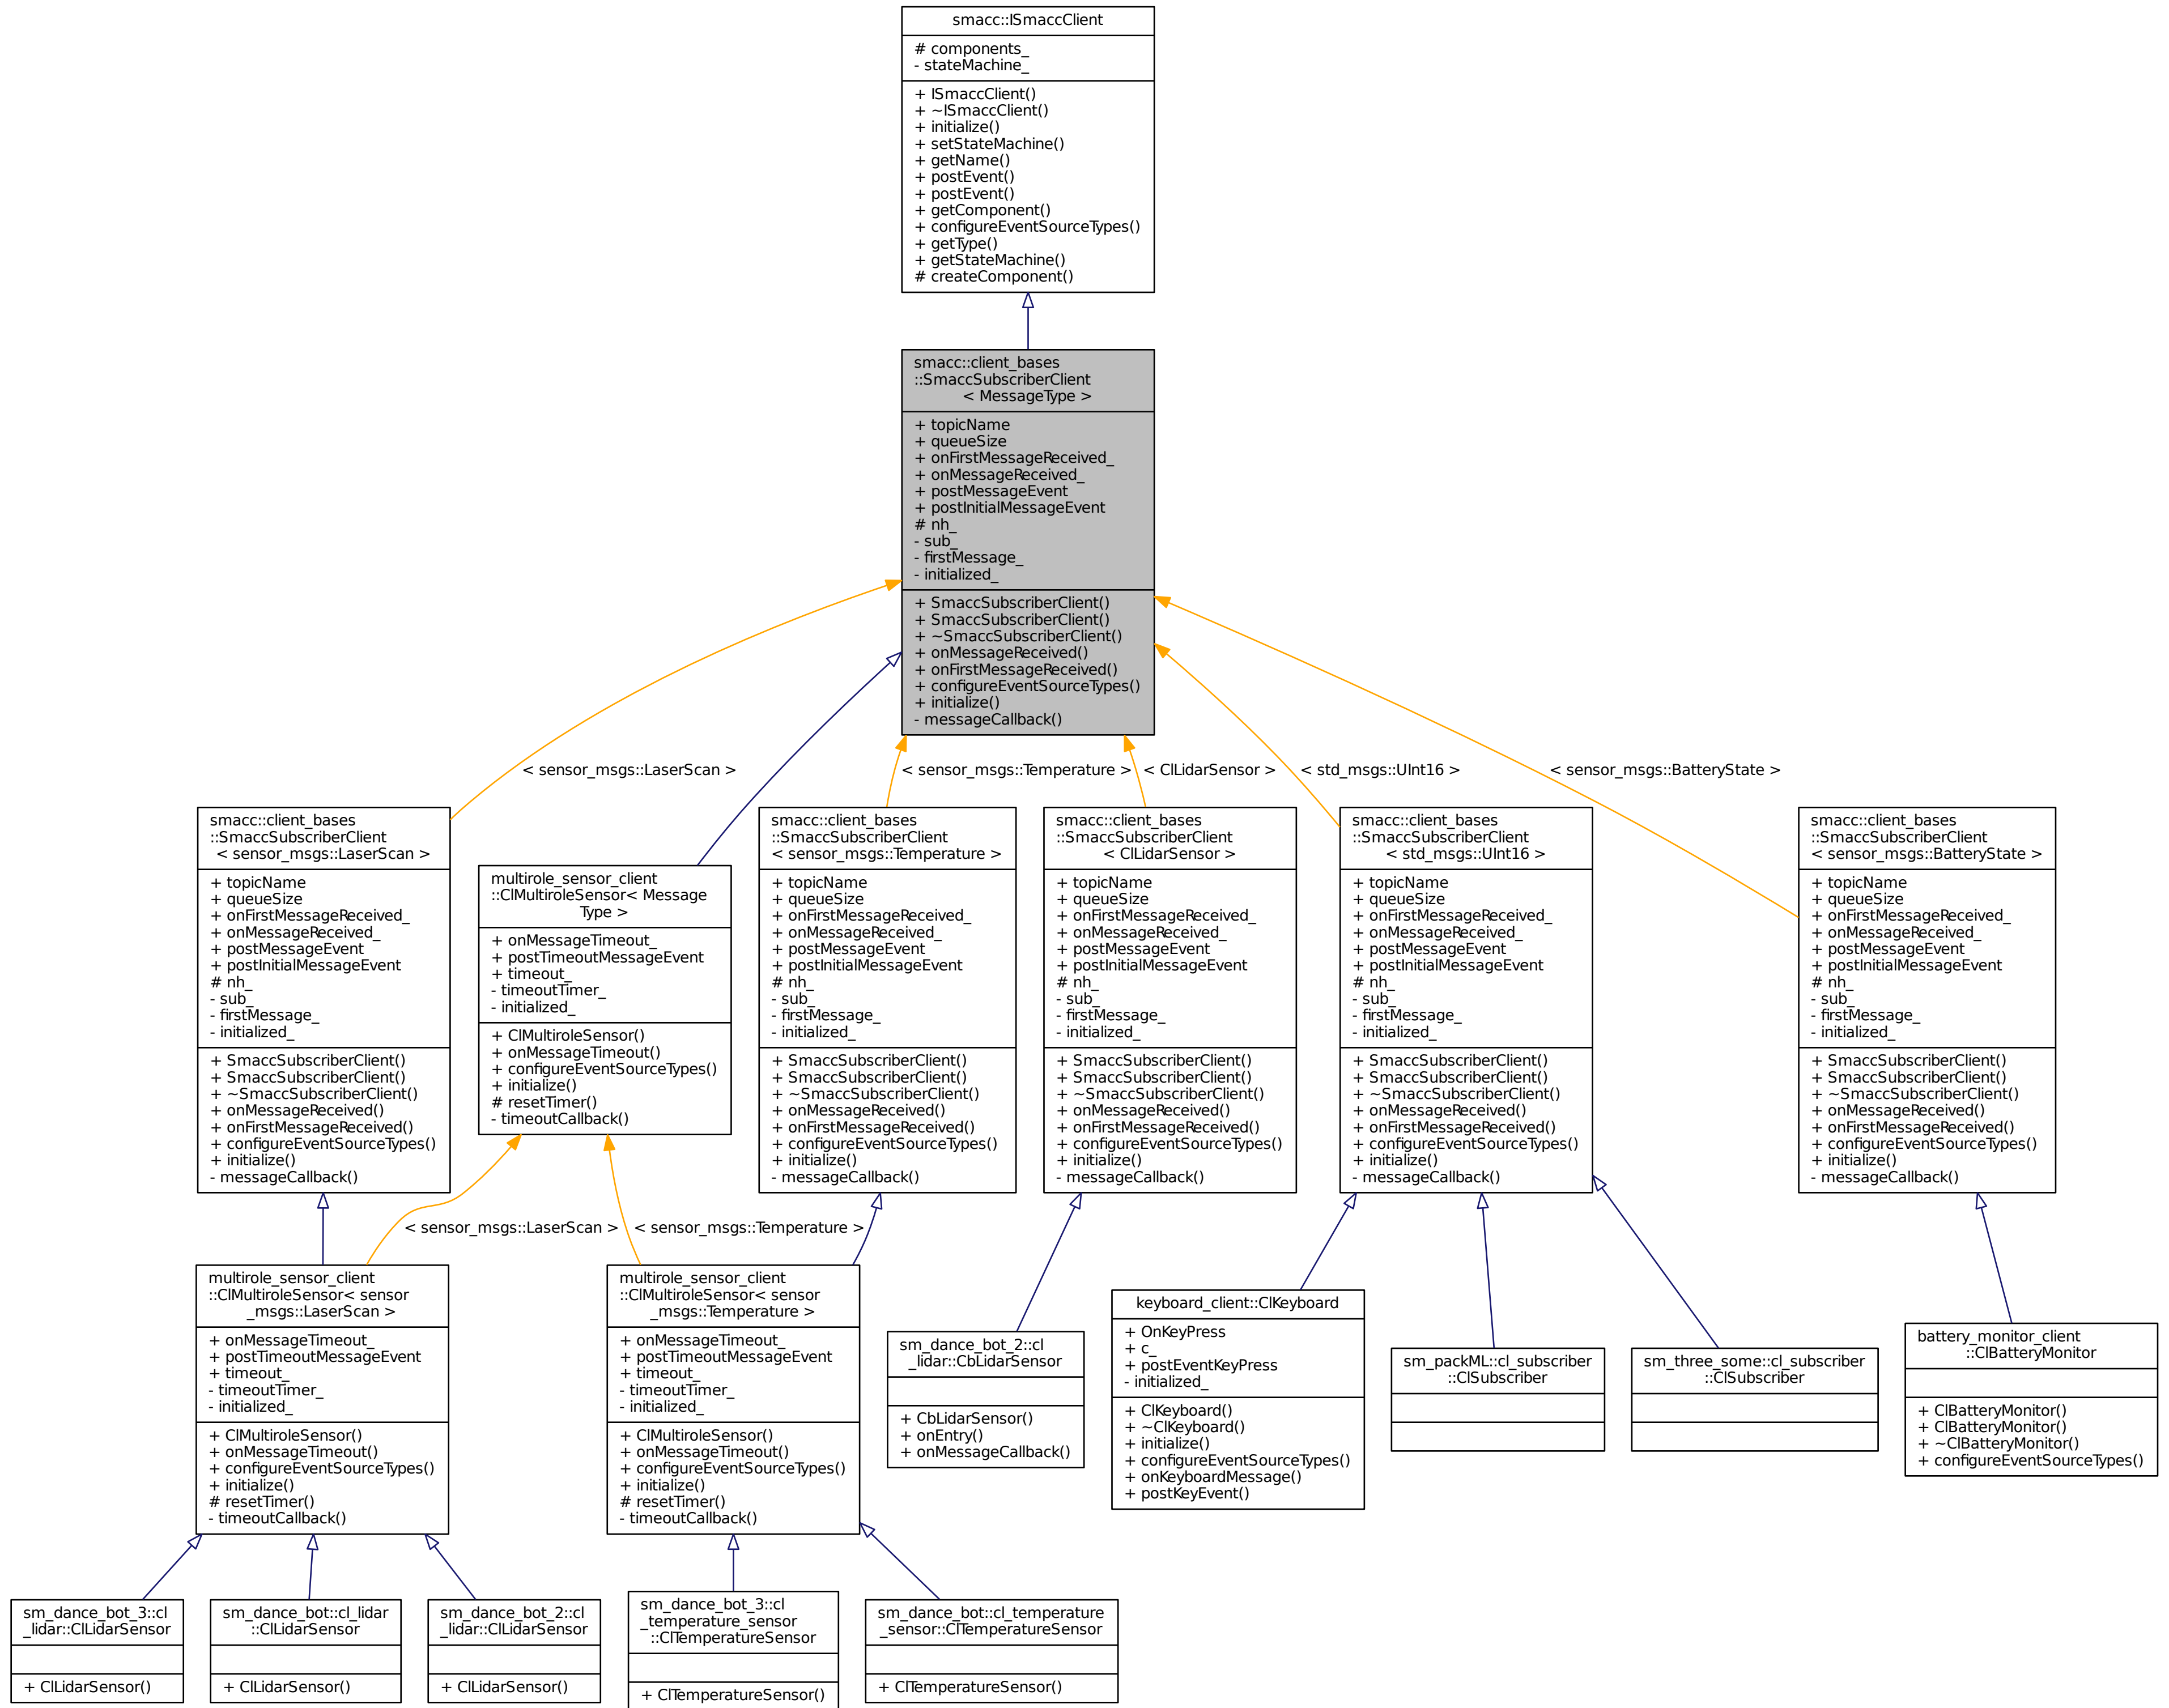 smacc::ISmaccClient
# components_
- stateMachine_
+ ISmaccClient()
+ ~ISmaccClient()
+ initialize()
+ setStateMachine()
+ getName()
+ postEvent()
+ postEvent()
+ getComponent()
+ configureEventSourceTypes()
+ getType()
+ getStateMachine()
# createComponent()
smacc::client_bases
::SmaccSubscriberClient
< MessageType >
+ topicName
+ queueSize
+ onFirstMessageReceived_
+ onMessageReceived_
+ postMessageEvent
+ postInitialMessageEvent
# nh_
- sub_
- firstMessage_
- initialized_
+ SmaccSubscriberClient()
+ SmaccSubscriberClient()
+ ~SmaccSubscriberClient()
+ onMessageReceived()
+ onFirstMessageReceived()
+ configureEventSourceTypes()
+ initialize()
- messageCallback()
< sensor_msgs::LaserScan >
< sensor_msgs::Temperature >
< ClLidarSensor >
< std_msgs::UInt16 >
< sensor_msgs::BatteryState >
smacc::client_bases
::SmaccSubscriberClient
< sensor_msgs::LaserScan >
+ topicName
+ queueSize
+ onFirstMessageReceived_
+ onMessageReceived_
+ postMessageEvent
+ postInitialMessageEvent
# nh_
- sub_
- firstMessage_
- initialized_
+ SmaccSubscriberClient()
+ SmaccSubscriberClient()
+ ~SmaccSubscriberClient()
+ onMessageReceived()
+ onFirstMessageReceived()
+ configureEventSourceTypes()
+ initialize()
- messageCallback()
multirole_sensor_client
::ClMultiroleSensor< Message
Type >
+ onMessageTimeout_
+ postTimeoutMessageEvent
+ timeout_
- timeoutTimer_
- initialized_
+ ClMultiroleSensor()
+ onMessageTimeout()
+ configureEventSourceTypes()
+ initialize()
# resetTimer()
- timeoutCallback()
smacc::client_bases
::SmaccSubscriberClient
< sensor_msgs::Temperature >
+ topicName
+ queueSize
+ onFirstMessageReceived_
+ onMessageReceived_
+ postMessageEvent
+ postInitialMessageEvent
# nh_
- sub_
- firstMessage_
- initialized_
+ SmaccSubscriberClient()
+ SmaccSubscriberClient()
+ ~SmaccSubscriberClient()
+ onMessageReceived()
+ onFirstMessageReceived()
+ configureEventSourceTypes()
+ initialize()
- messageCallback()
smacc::client_bases
::SmaccSubscriberClient
< ClLidarSensor >
+ topicName
+ queueSize
+ onFirstMessageReceived_
+ onMessageReceived_
+ postMessageEvent
+ postInitialMessageEvent
# nh_
- sub_
- firstMessage_
- initialized_
+ SmaccSubscriberClient()
+ SmaccSubscriberClient()
+ ~SmaccSubscriberClient()
+ onMessageReceived()
+ onFirstMessageReceived()
+ configureEventSourceTypes()
+ initialize()
- messageCallback()
smacc::client_bases
::SmaccSubscriberClient
< std_msgs::UInt16 >
+ topicName
+ queueSize
+ onFirstMessageReceived_
+ onMessageReceived_
+ postMessageEvent
+ postInitialMessageEvent
# nh_
- sub_
- firstMessage_
- initialized_
+ SmaccSubscriberClient()
+ SmaccSubscriberClient()
+ ~SmaccSubscriberClient()
+ onMessageReceived()
+ onFirstMessageReceived()
+ configureEventSourceTypes()
+ initialize()
- messageCallback()
smacc::client_bases
::SmaccSubscriberClient
< sensor_msgs::BatteryState >
+ topicName
+ queueSize
+ onFirstMessageReceived_
+ onMessageReceived_
+ postMessageEvent
+ postInitialMessageEvent
# nh_
- sub_
- firstMessage_
- initialized_
+ SmaccSubscriberClient()
+ SmaccSubscriberClient()
+ ~SmaccSubscriberClient()
+ onMessageReceived()
+ onFirstMessageReceived()
+ configureEventSourceTypes()
+ initialize()
- messageCallback()
< sensor_msgs::LaserScan >
< sensor_msgs::Temperature >
multirole_sensor_client
::ClMultiroleSensor< sensor
_msgs::LaserScan >
+ onMessageTimeout_
+ postTimeoutMessageEvent
+ timeout_
- timeoutTimer_
- initialized_
+ ClMultiroleSensor()
+ onMessageTimeout()
+ configureEventSourceTypes()
+ initialize()
# resetTimer()
- timeoutCallback()
multirole_sensor_client
::ClMultiroleSensor< sensor
_msgs::Temperature >
+ onMessageTimeout_
+ postTimeoutMessageEvent
+ timeout_
- timeoutTimer_
- initialized_
+ ClMultiroleSensor()
+ onMessageTimeout()
+ configureEventSourceTypes()
+ initialize()
# resetTimer()
- timeoutCallback()
sm_dance_bot_2::cl
_lidar::CbLidarSensor
+ CbLidarSensor()
+ onEntry()
+ onMessageCallback()
keyboard_client::ClKeyboard
+ OnKeyPress
+ c_
+ postEventKeyPress
- initialized_
+ ClKeyboard()
+ ~ClKeyboard()
+ initialize()
+ configureEventSourceTypes()
+ onKeyboardMessage()
+ postKeyEvent()
sm_packML::cl_subscriber
::ClSubscriber
sm_three_some::cl_subscriber
::ClSubscriber
battery_monitor_client
::ClBatteryMonitor
+ ClBatteryMonitor()
+ ClBatteryMonitor()
+ ~ClBatteryMonitor()
+ configureEventSourceTypes()
sm_dance_bot_3::cl
_lidar::ClLidarSensor
+ ClLidarSensor()
sm_dance_bot::cl_lidar
::ClLidarSensor
+ ClLidarSensor()
sm_dance_bot_2::cl
_lidar::ClLidarSensor
+ ClLidarSensor()
sm_dance_bot_3::cl
_temperature_sensor
::ClTemperatureSensor
+ ClTemperatureSensor()
sm_dance_bot::cl_temperature
_sensor::ClTemperatureSensor
+ ClTemperatureSensor()